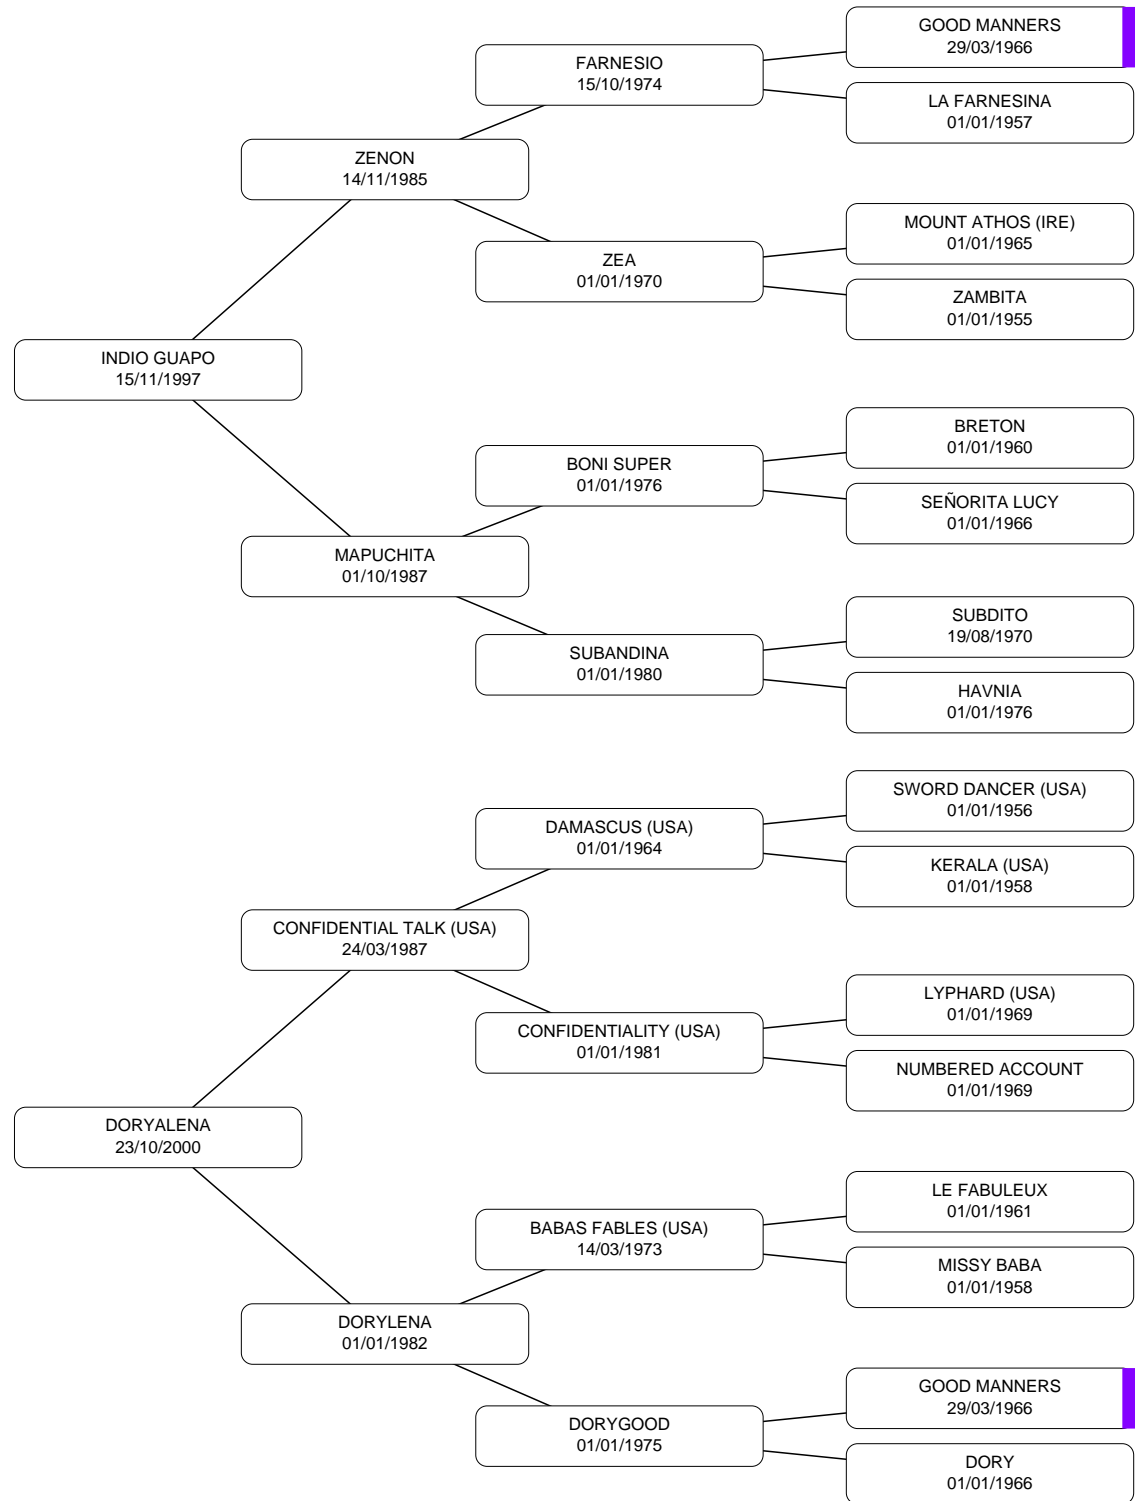 GOOD MANNERS
29/03/1966
FARNESIO
15/10/1974
LA FARNESINA
01/01/1957
ZENON
14/11/1985
MOUNT ATHOS (IRE)
01/01/1965
ZEA
01/01/1970
ZAMBITA
01/01/1955
INDIO GUAPO
15/11/1997
BRETON
01/01/1960
BONI SUPER
01/01/1976
SEÑORITA LUCY
01/01/1966
MAPUCHITA
01/10/1987
SUBDITO
19/08/1970
SUBANDINA
01/01/1980
HAVNIA
01/01/1976
SWORD DANCER (USA)
01/01/1956
DAMASCUS (USA)
01/01/1964
KERALA (USA)
01/01/1958
CONFIDENTIAL TALK (USA)
24/03/1987
LYPHARD (USA)
01/01/1969
CONFIDENTIALITY (USA)
01/01/1981
NUMBERED ACCOUNT
01/01/1969
DORYALENA
23/10/2000
LE FABULEUX
01/01/1961
BABAS FABLES (USA)
14/03/1973
MISSY BABA
01/01/1958
DORYLENA
01/01/1982
GOOD MANNERS
29/03/1966
DORYGOOD
01/01/1975
DORY
01/01/1966